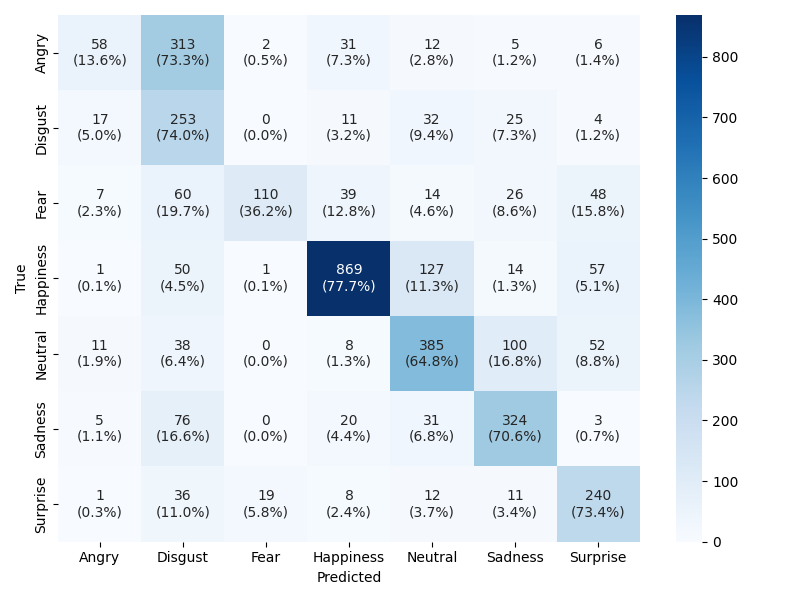 58 313 2 31 12 5 6
(13.6%) (73.3%) (0.5%) (7.3%) (2.8%) (1.2%) (1.4%)
Angry
17 253 0 11 32 25 4
(5.0%) (74.0%) (0.0%) (3.2%) (9.4%) (7.3%) (1.2%)
Disgust
7 60 110 39 14 26 48
(2.3%) (19.7%) (36.2%) (12.8%) (4.6%) (8.6%) (15.8%)
Fear
1 50 1 869 127 14 57
(0.1%) (4.5%) (0.1%) (77.7%) (11.3%) (1.3%) (5.1%)
Happiness
True
11 38 0 8 385 100 52
(1.9%) (6.4%) (0.0%) (1.3%) (64.8%) (16.8%) (8.8%)
Neutral
5 76 0 20 31 324 3
(1.1%) (16.6%) (0.0%) (4.4%) (6.8%) (70.6%) (0.7%)
Sadness
1 36 19 8 12 11 240
(0.3%) (11.0%) (5.8%) (2.4%) (3.7%) (3.4%) (73.4%)
Surprise
Angry Disgust Fear Happiness Neutral Sadness Surprise
Predicted
800
700
600
500
400
300
200
100
0